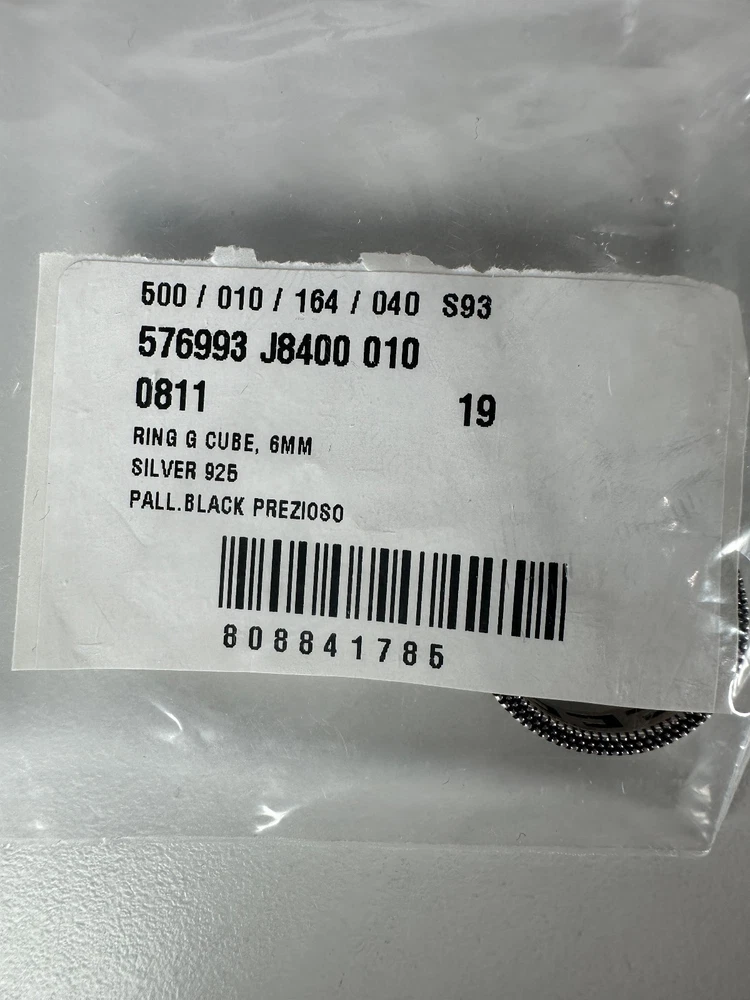 500 / 010 / 164 / 040 S93
576993 J8400 010
0811 19
RING G CUBE, 6MM
SILVER 925
PALL.BLACK PREZIOSO
808841785